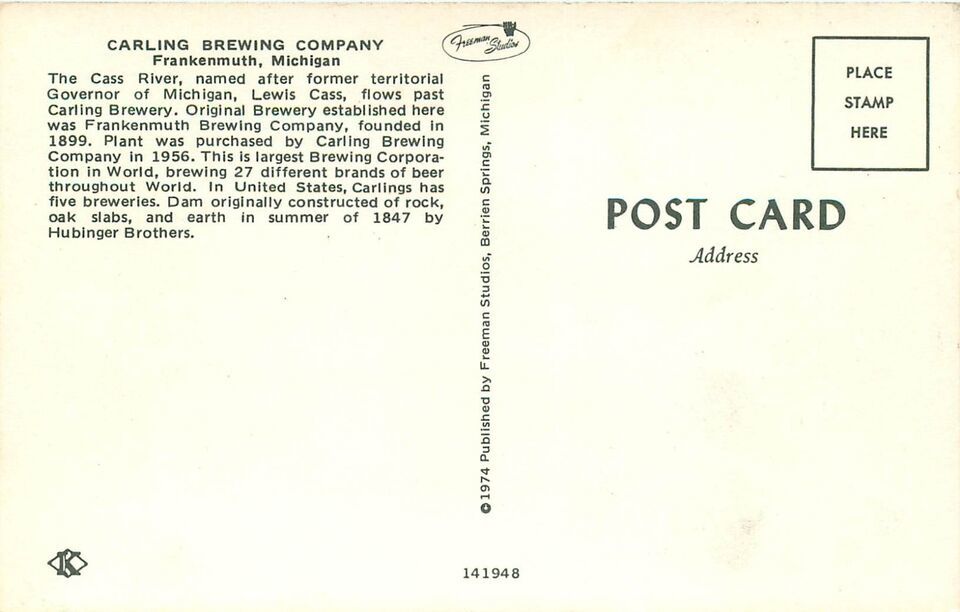 CARLING BREWING COMPANY
Frankenmuth, Michigan
The Cass River, named after former territorial
Governor of Michigan, Lewis Cass, flows past
Carling Brewery. Original Brewery established here
was Frankenmuth Brewing Company, founded in
1899. Plant was purchased by Carling Brewing
Company in 1956. This is largest Brewing Corpora-
tion in World, brewing 27 different brands of beer
throughout World. In United States, Carlings has
five breweries. Dam originally constructed of rock,
oak slabs, and earth in summer of 1847 by
Hubinger Brothers.
Freeman Studios
© 1974 Published by Freeman Studios, Berrien Springs, Michigan
PLACE
STAMP
HERE
POST CARD
Address
K
141948